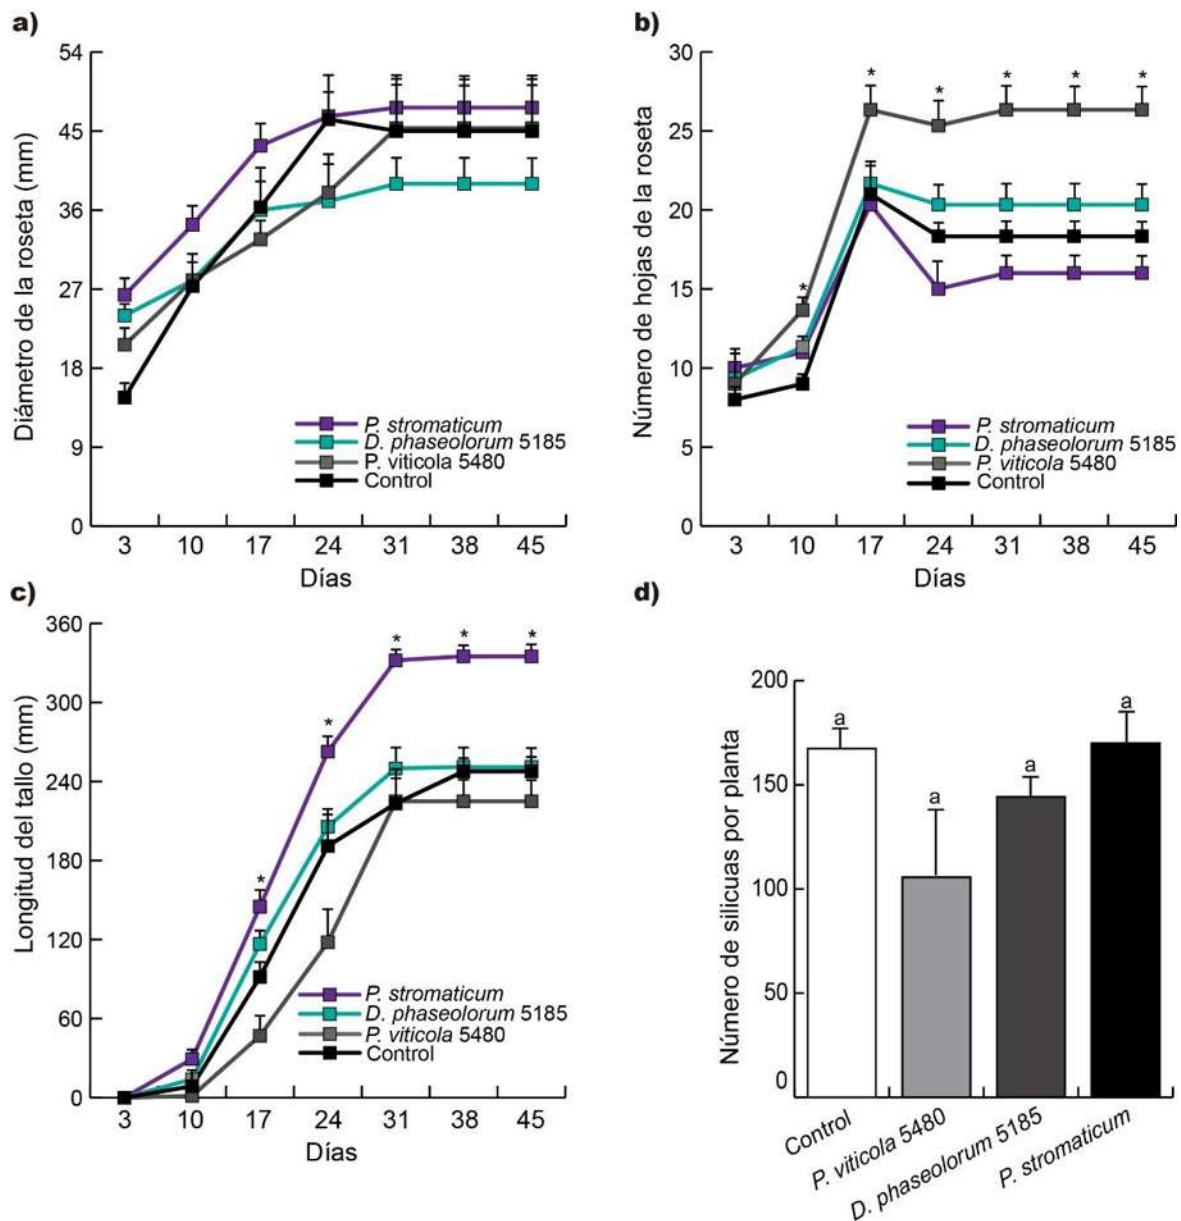 a)
Diámetro de la roseta (mm)
54
45
36
27
18
9
0
P. stromaticum
D. phaseolorum 5185
P. viticola 5480
Control
3 10 17 24 31 38 45
Días
b)
Número de hojas de la roseta
30
25
20
15
10
5
0
* * * * * *
P. stromaticum
D. phaseolorum 5185
P. viticola 5480
Control
3 10 17 24 31 38 45
Días
c)
Longitud del tallo (mm)
360
300
240
180
120
60
0
* * * * *
P. stromaticum
D. phaseolorum 5185
P. viticola 5480
Control
3 10 17 24 31 38 45
Días
d)
Número de silicuas por planta
200
150
100
50
0
a a a a
Control
P. viticola 5480
D. phaseolorum 5185
P. stromaticum